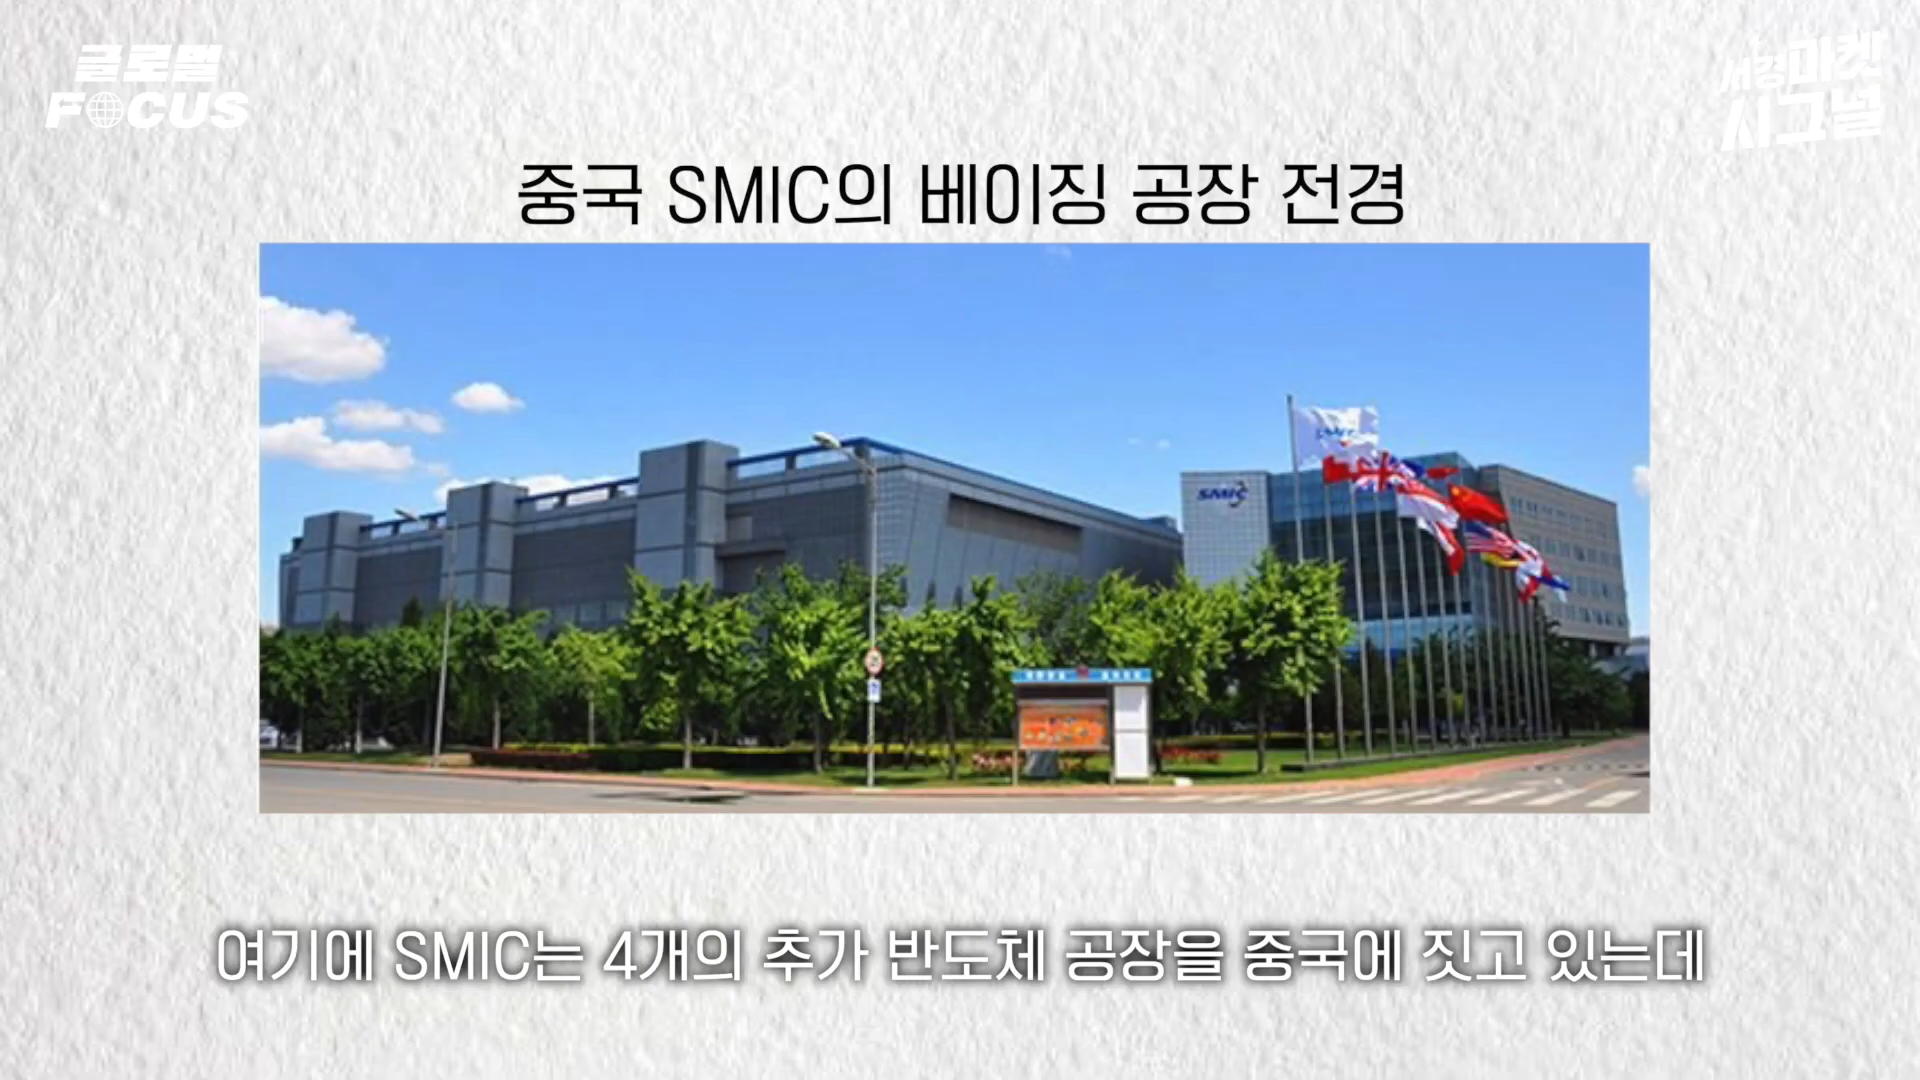 글로벌
FOCUS
서경마켓
시그널
중국 SMIC의 베이징 공장 전경
SMIC
SMIC
여기에 SMIC는 4개의 추가 반도체 공장을 중국에 짓고 있는데